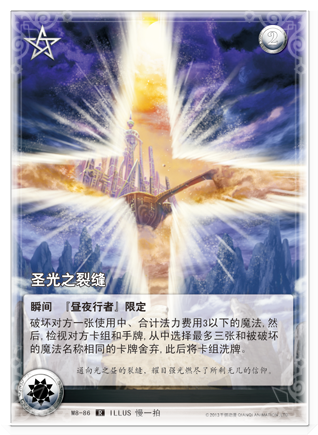 2
圣光之裂缝
瞬间 『昼夜行者』限定
破坏对方一张使用中、合计法力费用3以下的魔法,然
后,检视对方卡组和手牌,从中选择最多三张和被破坏
的魔法名称相同的卡牌舍弃,此后将卡组洗牌。
通向光之昼的裂缝,耀目强光燃尽了所剩无几的信仰。
W8-86 R ILLUS 慢一拍